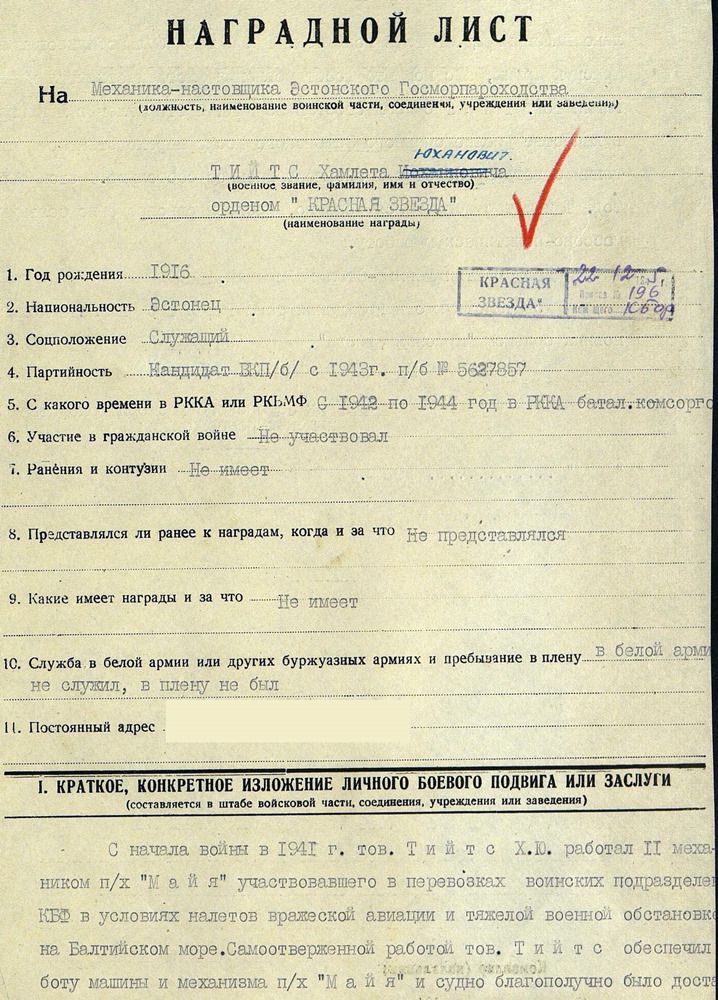 НАГРАДНОЙ ЛИСТ
На Механика-настовщика Эстонского Госморпароходства
(должность, наименование воинской части, соединения, учреждения или заведения)
ЮХАНОВИЧ.
ТИЙТС Хамлета
(военное звание, фамилия, имя и отчество)
орденом " КРАСНАЯ ЗВЕЗДА"
(наименование награды)
КРАСНАЯ ЗВЕЗДА"
22 12
196
1. Год рождения 1916
2. Национальность Эстонец
3. Соцположение Служащий
4. Партийность Кандидат ВКП/б/ с 1943г. п/б № 5627857
5. С какого времени в РККА или РКВМФ С 1942 по 1944 год в РККА батал.комсорго
6. Участие в гражданской войне Не участвовал
7. Ранения и контузии Не имеет
8. Представлялся ли ранее к наградам, когда и за что Не представлялся
9. Какие имеет награды и за что Не имеет
10. Служба в белой армии или других буржуазных армиях и пребывание в плену в белой арми
не служил, в плену не был
11. Постоянный адрес
I. КРАТКОЕ, КОНКРЕТНОЕ ИЗЛОЖЕНИЕ ЛИЧНОГО БОЕВОГО ПОДВИГА ИЛИ ЗАСЛУГИ
(составляется в штабе войсковой части, соединения, учреждения или заведения)
С начала войны в 1941 г. тов. Т и й т с Х.Ю. работал II меха-
ником п/х "М а й я" участвовавшего в перевозках воинских подразделе
КБФ в условиях налетов вражеской авиации и тяжелой военной обстановк
на Балтийском море.Самоотверженной работой тов. Т и й т с обеспечил
боту машины и механизма п/х "М а й я" и судно благополучно было доста